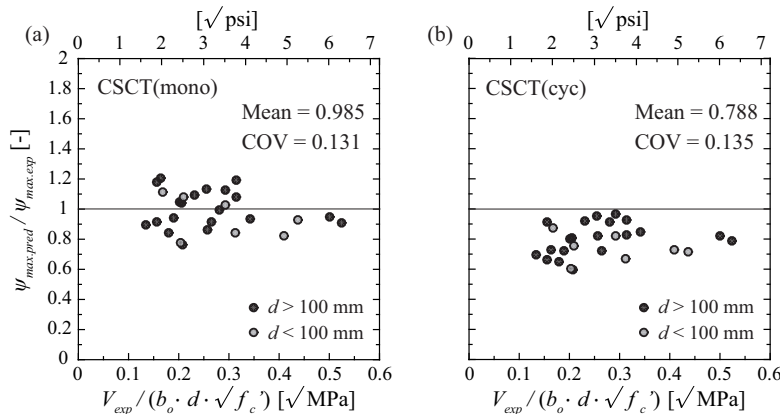 (a)
[√ psi]
0 1 2 3 4 5 6 7
2
1.8
1.6
1.4
1.2
1
0.8
0.6
0.4
0.2
0
ψmax.pred / ψmax.exp [-]
CSCT(mono)
Mean = 0.985
COV = 0.131
d > 100 mm
d < 100 mm
0 0.1 0.2 0.3 0.4 0.5 0.6
Vexp / (bo · d · √ fc') [√ MPa]
(b)
[√ psi]
0 1 2 3 4 5 6 7
CSCT(cyc)
Mean = 0.788
COV = 0.135
d > 100 mm
d < 100 mm
0 0.1 0.2 0.3 0.4 0.5 0.6
Vexp / (bo · d · √ fc') [√ MPa]